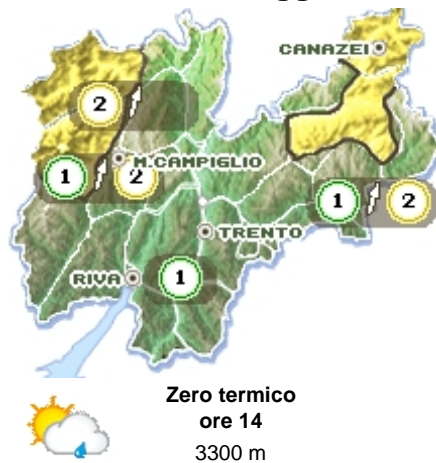 CANAZEI
2
M.CAMPIGLIO
1
2
1
2
TRENTO
RIVA
1
Zero termico
ore 14
3300 m